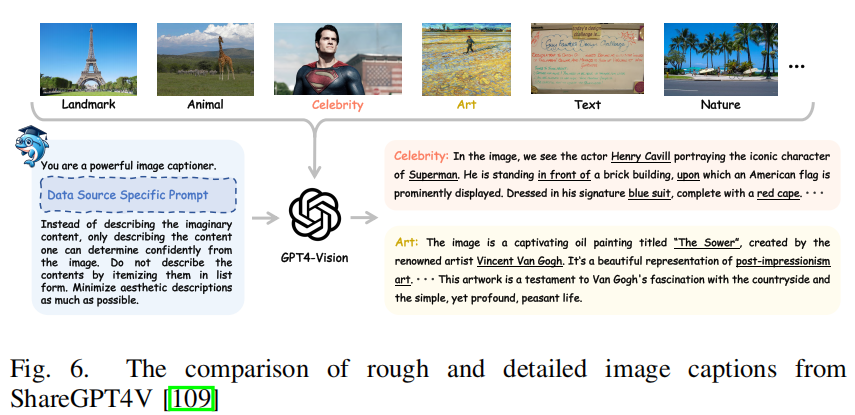 Landmark
Animal
Celebrity
Art
Text
Nature
...
You are a powerful image captioner.
Data Source Specific Prompt
Instead of describing the imaginary
content, only describing the content
one can determine confidently from
the image. Do not describe the
contents by itemizing them in list
form. Minimize aesthetic descriptions
as much as possible.
GPT4-Vision
Celebrity: In the image, we see the actor Henry Cavill portraying the iconic character
of Superman. He is standing in front of a brick building, upon which an American flag is
prominently displayed. Dressed in his signature blue suit, complete with a red cape. ···
Art: The image is a captivating oil painting titled “The Sower”, created by the
renowned artist Vincent Van Gogh. It's a beautiful representation of post-impressionism
art. ··· This artwork is a testament to Van Gogh's fascination with the countryside and
the simple, yet profound, peasant life.
Fig. 6. The comparison of rough and detailed image captions from
ShareGPT4V [109]